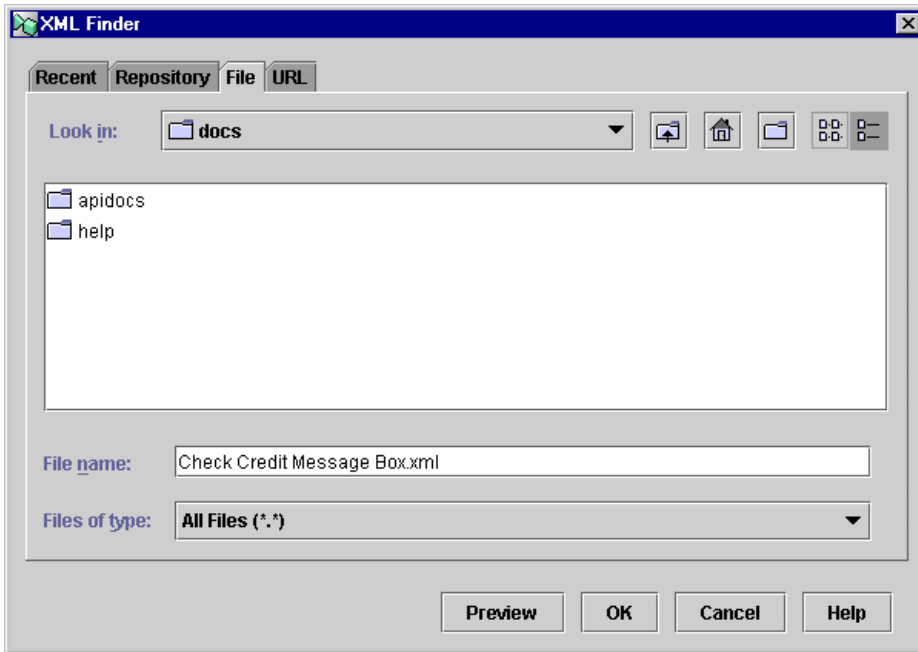 XML Finder
Recent Repository File URL
Look in: docs
apidocs
help
File name: Check Credit Message Box.xml
Files of type: All Files (*.*)
Preview OK Cancel Help